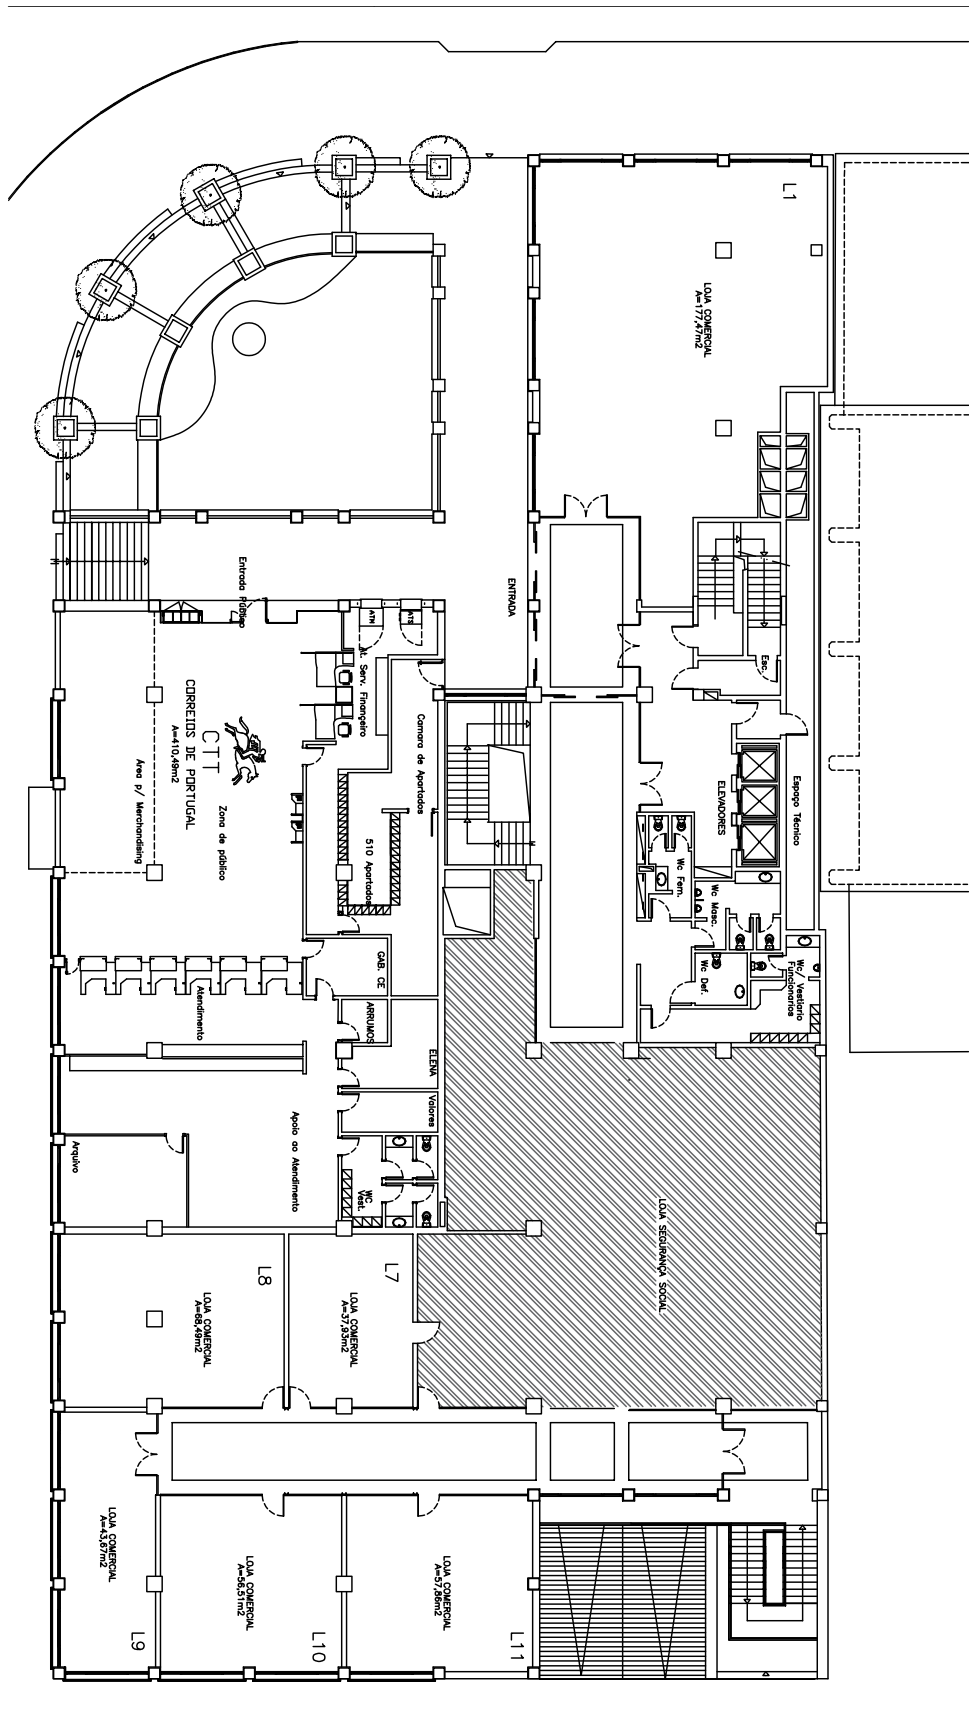 L1
LOJA COMERCIAL
A=177,47m2
Entrada Público
ENTRADA
ATM
ATS
Esc.
At. Serv. Financeiro
CORREIOS DE PORTUGAL
A=410,49m2
CTT
Zona de público
Área p/ Merchandising
Camara de Apartados
510 Apartados
ELEVADORES
Espaço Técnico
Wc Fem.
Wc Masc.
Wc Def.
Wc/ Vestiario
Funcionarios
GAB. CE
ARRUMOS
Atendimento
ELENA
Valores
Apoio ao Atendimento
Arquivo
WC
Vest.
LOJA SEGURANÇA SOCIAL
L8
LOJA COMERCIAL
A=68,49m2
L7
LOJA COMERCIAL
A=37,93m2
LOJA COMERCIAL
A=43,67m2
L9
LOJA COMERCIAL
A=56,51m2
L10
LOJA COMERCIAL
A=57,86m2
L11